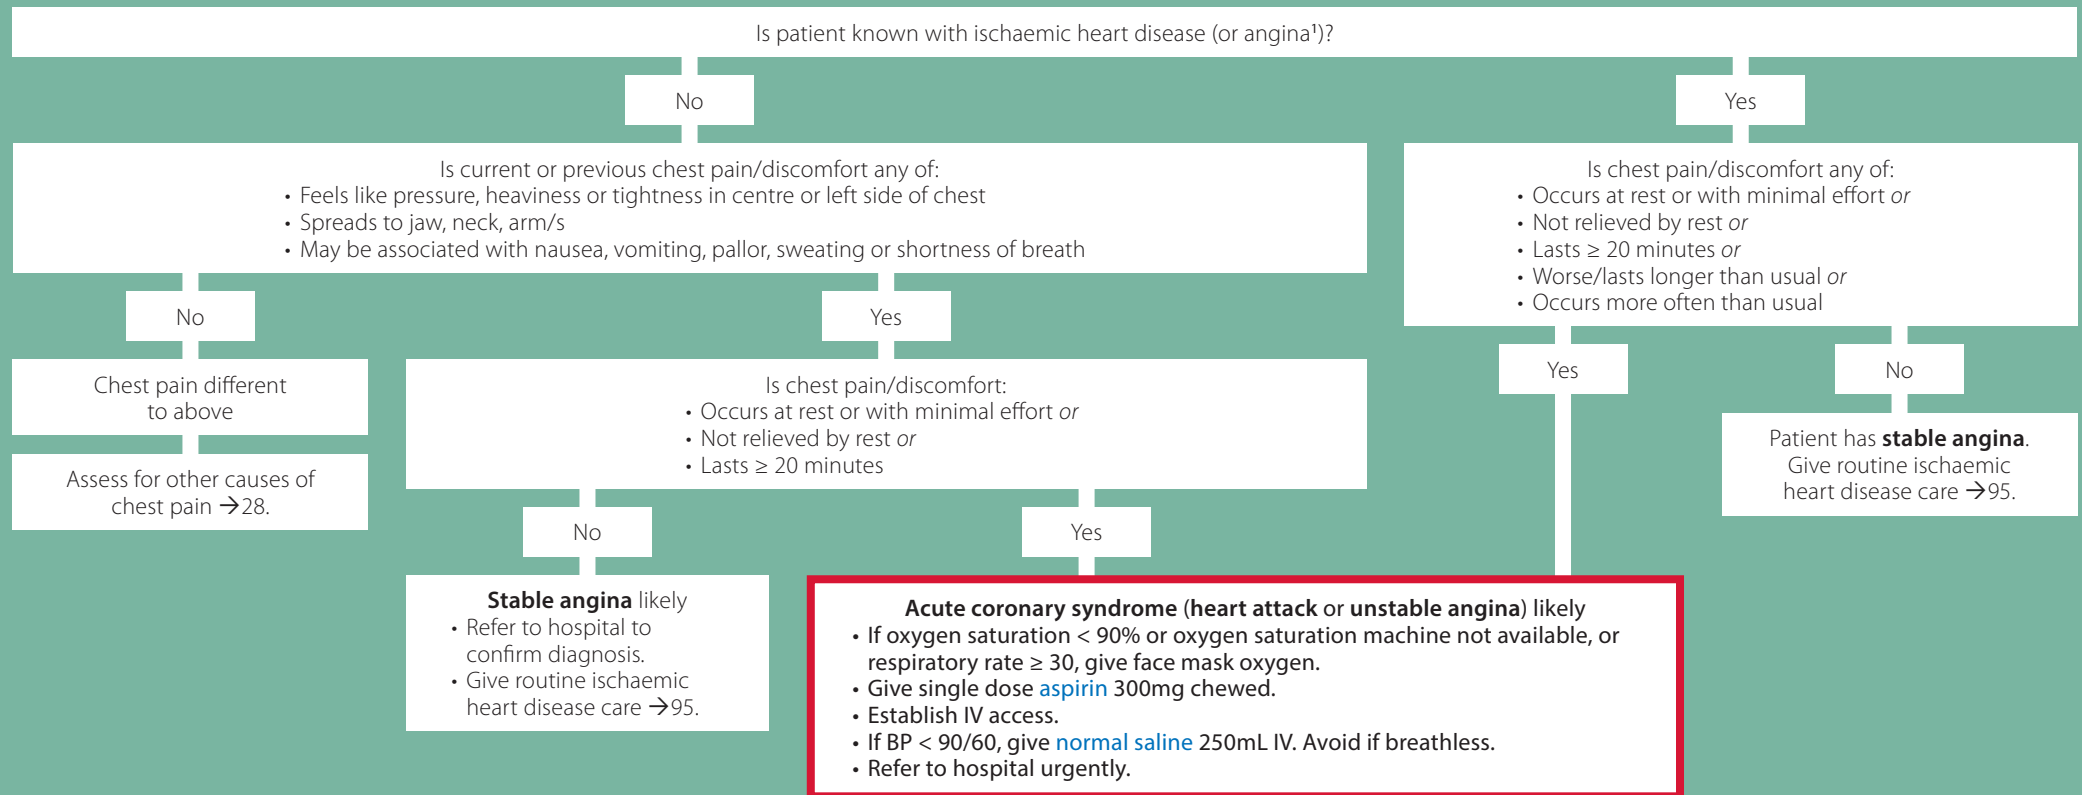 Is patient known with ischaemic heart disease (or angina¹)?
No
Yes
Is current or previous chest pain/discomfort any of:
• Feels like pressure, heaviness or tightness in centre or left side of chest
• Spreads to jaw, neck, arm/s
• May be associated with nausea, vomiting, pallor, sweating or shortness of breath
Is chest pain/discomfort any of:
• Occurs at rest or with minimal effort or
• Not relieved by rest or
• Lasts ≥ 20 minutes or
• Worse/lasts longer than usual or
• Occurs more often than usual
No
Yes
Chest pain different
to above
Assess for other causes of
chest pain →28.
Is chest pain/discomfort:
• Occurs at rest or with minimal effort or
• Not relieved by rest or
• Lasts ≥ 20 minutes
Yes
No
Patient has stable angina.
Give routine ischaemic
heart disease care →95.
No
Yes
Stable angina likely
• Refer to hospital to
confirm diagnosis.
• Give routine ischaemic
heart disease care →95.
Acute coronary syndrome (heart attack or unstable angina) likely
• If oxygen saturation < 90% or oxygen saturation machine not available, or
respiratory rate ≥ 30, give face mask oxygen.
• Give single dose aspirin 300mg chewed.
• Establish IV access.
• If BP < 90/60, give normal saline 250mL IV. Avoid if breathless.
• Refer to hospital urgently.